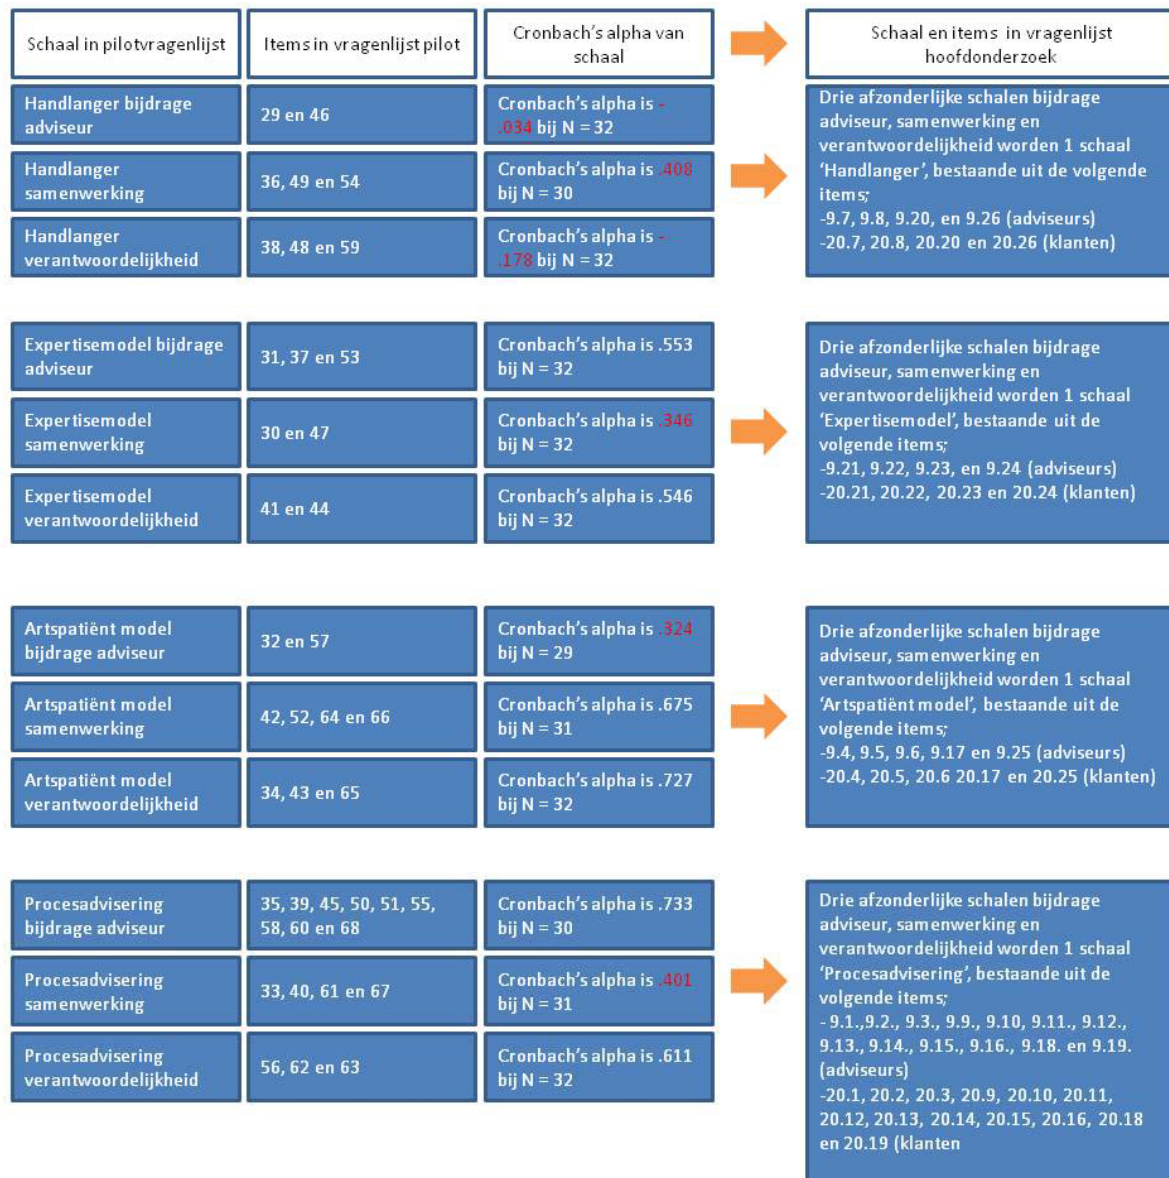 Schaal in pilotvragenlijst
Items in vragenlijst pilot
Cronbach's alpha van
schaal
Schaal en items in vragenlijst
hoofdonderzoek
Handlanger bijdrage
adviseur
29 en 46
Cronbach's alpha is -
.034 bij N = 32
Handlanger
samenwerking
36, 49 en 54
Cronbach's alpha is .408
bij N = 30
Handlanger
verantwoordelijkheid
38, 48 en 59
Cronbach's alpha is -
.178 bij N = 32
Drie afzonderlijke schalen bijdrage
adviseur, samenwerking en
verantwoordelijkheid worden 1 schaal
‘Handlanger’, bestaande uit de volgende
items;
-9.7, 9.8, 9.20, en 9.26 (adviseurs)
-20.7, 20.8, 20.20 en 20.26 (klanten)
Expertisemodel bijdrage
adviseur
31, 37 en 53
Cronbach's alpha is .553
bij N = 32
Expertisemodel
samenwerking
30 en 47
Cronbach's alpha is .346
bij N = 32
Expertisemodel
verantwoordelijkheid
41 en 44
Cronbach's alpha is .546
bij N = 32
Drie afzonderlijke schalen bijdrage
adviseur, samenwerking en
verantwoordelijkheid worden 1 schaal
‘Expertisemodel’, bestaande uit de
volgende items;
-9.21, 9.22, 9.23, en 9.24 (adviseurs)
-20.21, 20.22, 20.23 en 20.24 (klanten)
Artspatiënt model
bijdrage adviseur
32 en 57
Cronbach's alpha is .324
bij N = 29
Artspatiënt model
samenwerking
42, 52, 64 en 66
Cronbach's alpha is .675
bij N = 31
Artspatiënt model
verantwoordelijkheid
34, 43 en 65
Cronbach's alpha is .727
bij N = 32
Drie afzonderlijke schalen bijdrage
adviseur, samenwerking en
verantwoordelijkheid worden 1 schaal
‘Artspatiënt model’, bestaande uit de
volgende items;
-9.4, 9.5, 9.6, 9.17 en 9.25 (adviseurs)
-20.4, 20.5, 20.6 20.17 en 20.25 (klanten)
Procesadvisering
bijdrage adviseur
35, 39, 45, 50, 51, 55,
58, 60 en 68
Cronbach's alpha is .733
bij N = 30
Procesadvisering
samenwerking
33, 40, 61 en 67
Cronbach's alpha is .401
bij N = 31
Procesadvisering
verantwoordelijkheid
56, 62 en 63
Cronbach's alpha is .611
bij N = 32
Drie afzonderlijke schalen bijdrage
adviseur, samenwerking en
verantwoordelijkheid worden 1 schaal
‘Procesadvisering’, bestaande uit de
volgende items;
- 9.1.,9.2., 9.3., 9.9., 9.10, 9.11., 9.12.,
9.13., 9.14., 9.15., 9.16., 9.18. en 9.19.
(adviseurs)
-20.1, 20.2, 20.3, 20.9, 20.10, 20.11,
20.12, 20.13, 20.14, 20.15, 20.16, 20.18
en 20.19 (klanten